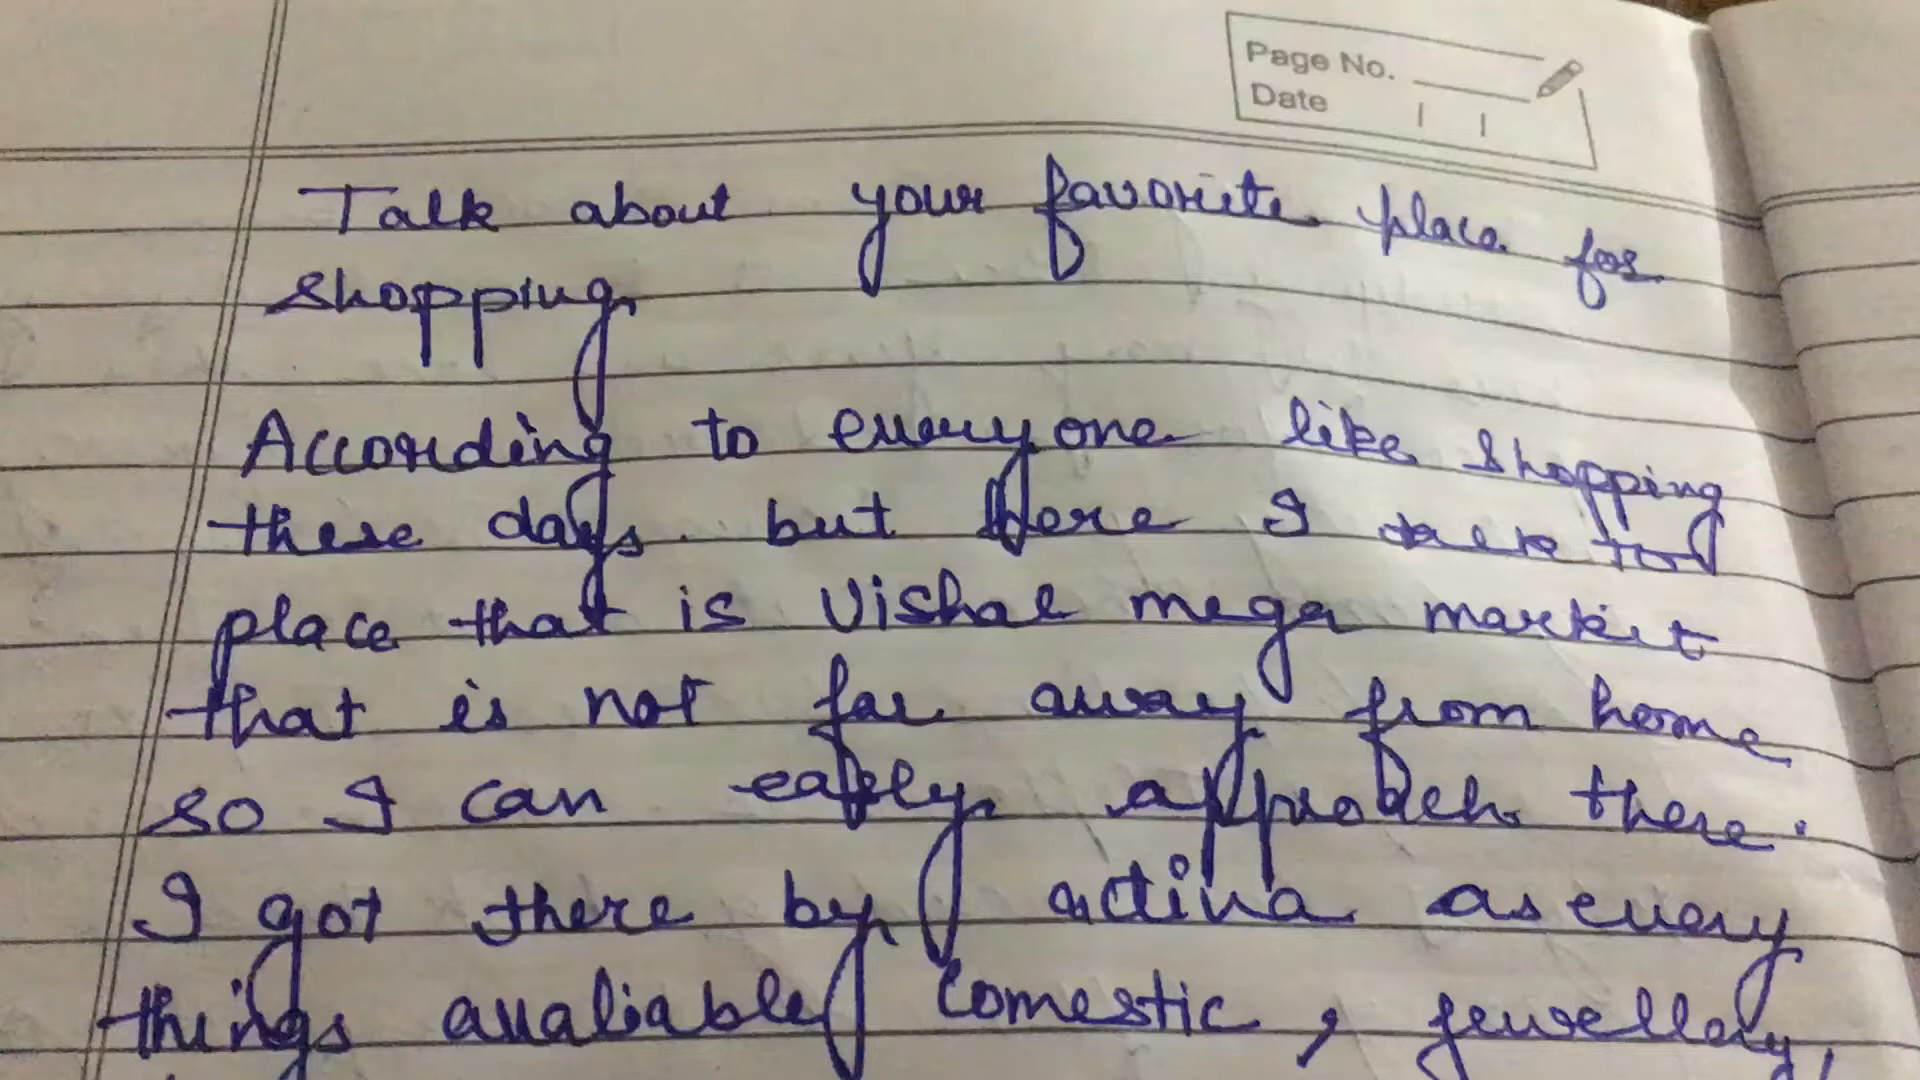 Page No.
Date
Talk about your favorite place for
shopping
According to everyone like shopping
these days. but here I
place that is Vishal mega market
that is not far away from home
so I can easly approach there.
I got there by activa as every
things avaliable comestic, jewellery,